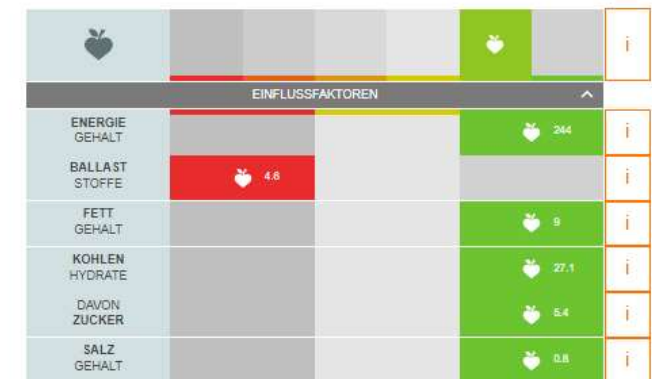 i
EINFLUSSFAKTOREN
ENERGIE
GEHALT
244
i
BALLAST
STOFFE
4.6
i
FETT
GEHALT
9
i
KOHLEN
HYDRATE
27.1
i
DAVON
ZUCKER
5.4
i
SALZ
GEHALT
0.8
i